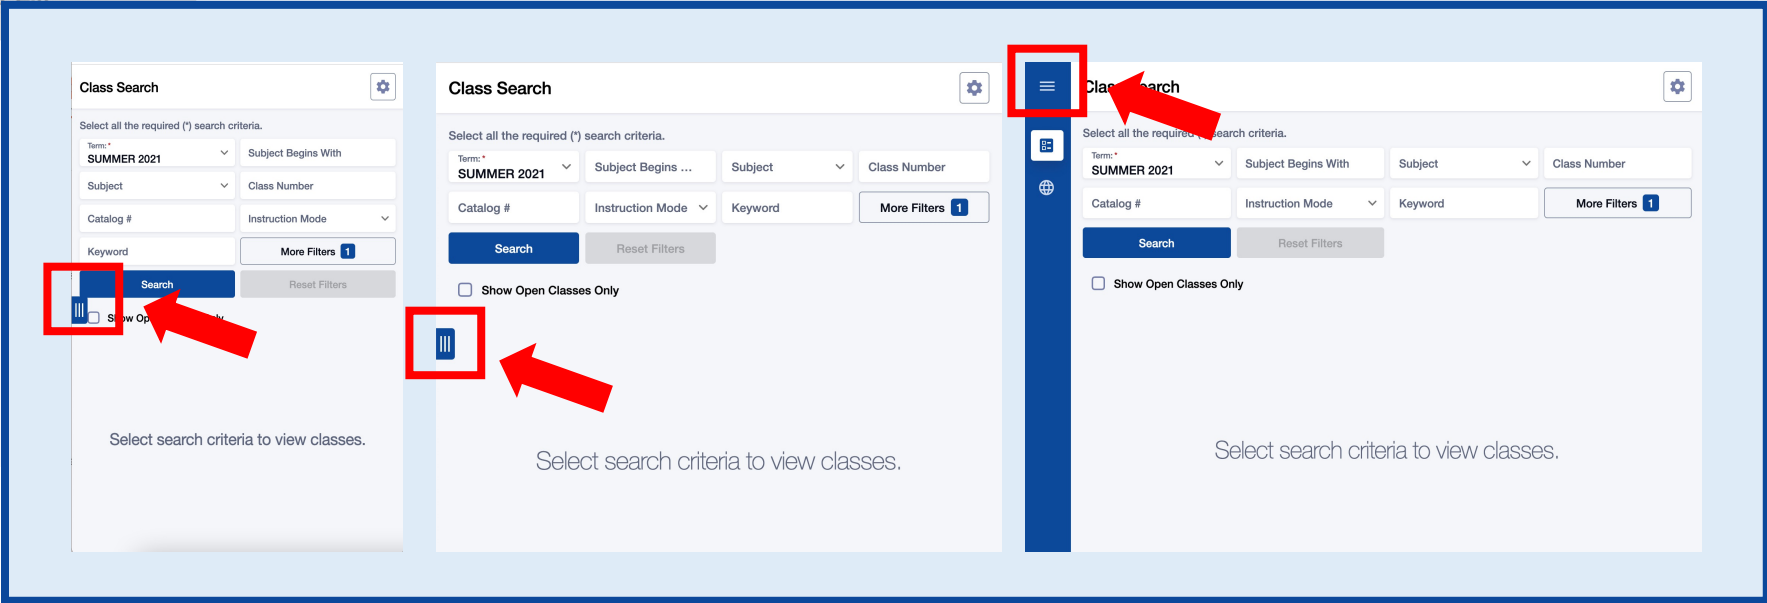 Class Search
Select all the required (*) search criteria.
Term: *
SUMMER 2021
Subject Begins With
Subject
Class Number
Catalog #
Instruction Mode
Keyword
More Filters 1
Search
Reset Filters
Select search criteria to view classes.
Class Search
Select all the required (*) search criteria.
Term: *
SUMMER 2021
Subject Begins ...
Subject
Class Number
Catalog #
Instruction Mode
Keyword
More Filters 1
Search
Reset Filters
Show Open Classes Only
Select search criteria to view classes.
Search
Select all the required
search criteria.
Term: *
SUMMER 2021
Subject Begins With
Subject
Class Number
Catalog #
Instruction Mode
Keyword
More Filters 1
Search
Reset Filters
Show Open Classes Only
Select search criteria to view classes.